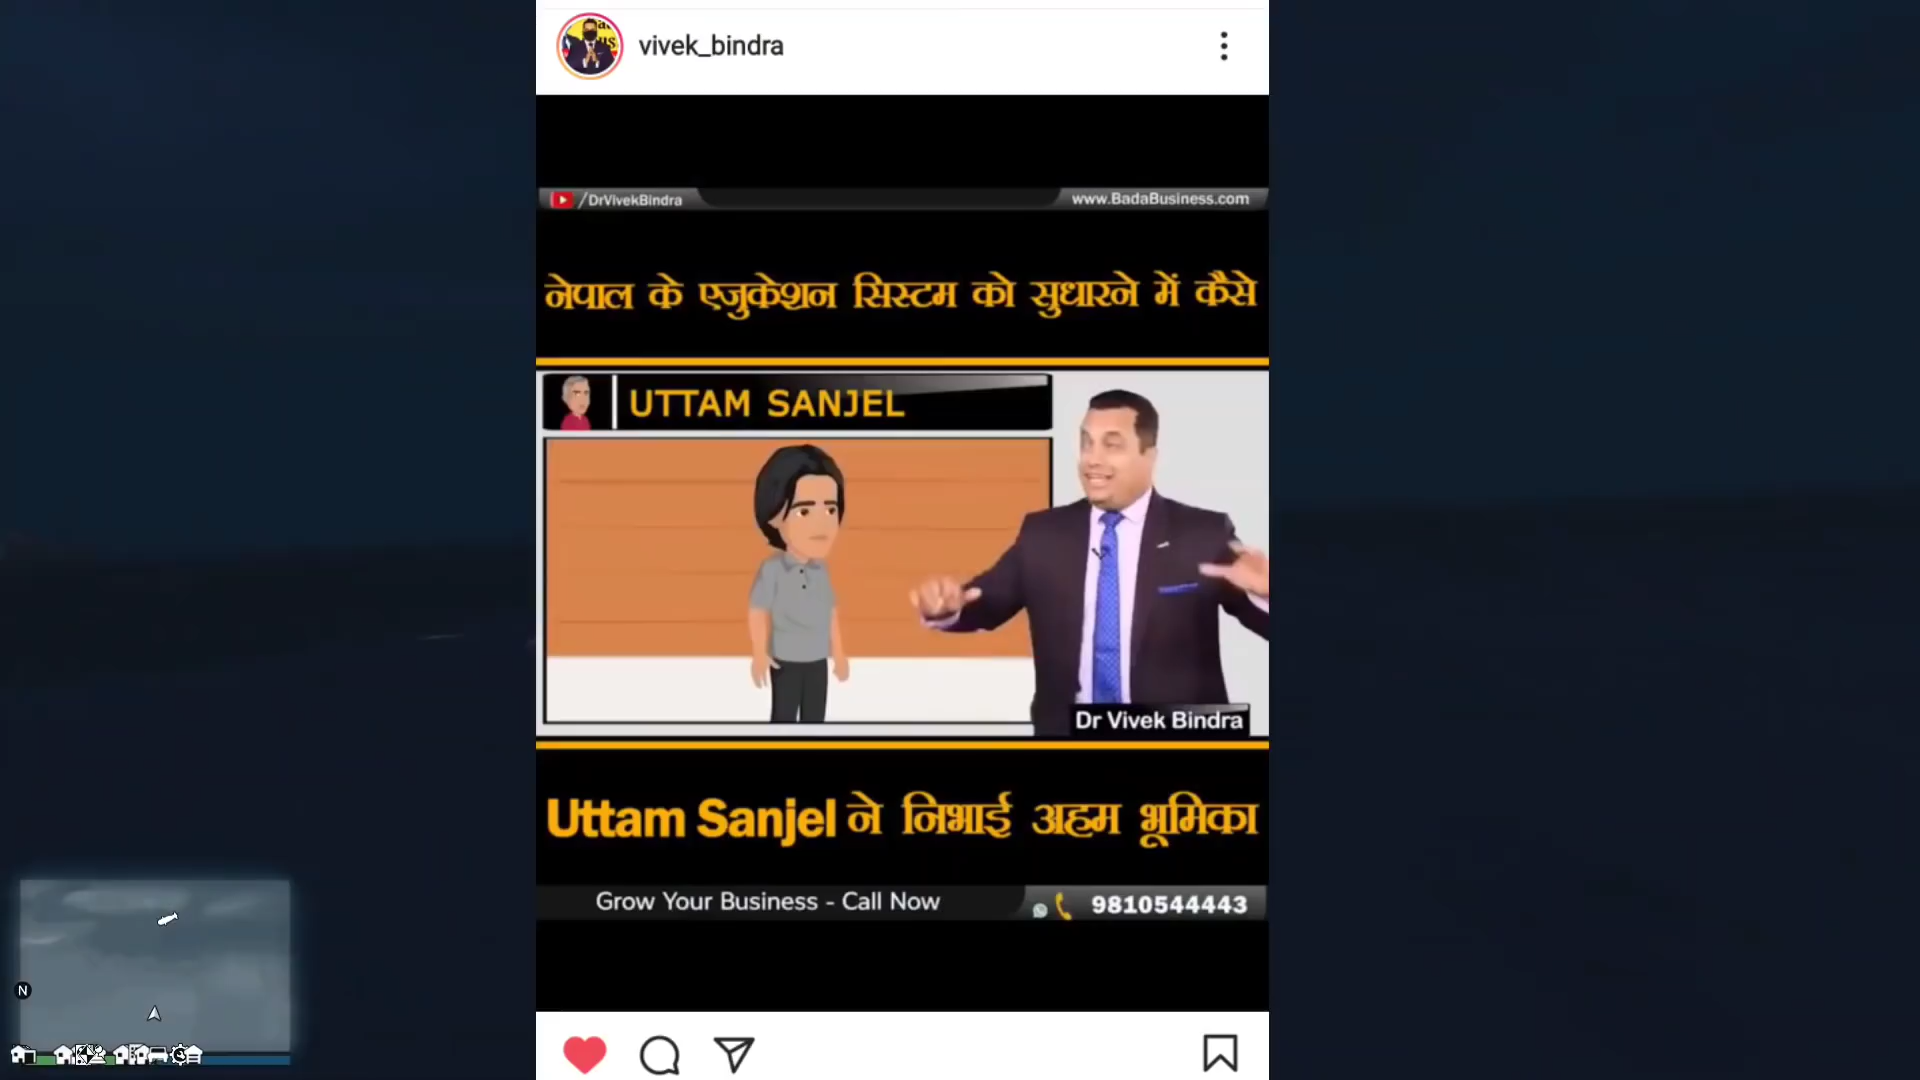 vivek_bindra
/DrVivekBindra
www.BadaBusiness.com
नेपाल के एजुकेशन सिस्टम को सुधारने में कैसे
UTTAM SANJEL
Dr Vivek Bindra
Uttam Sanjel ने निभाई अहम भूमिका
Grow Your Business - Call Now
9810544443
N